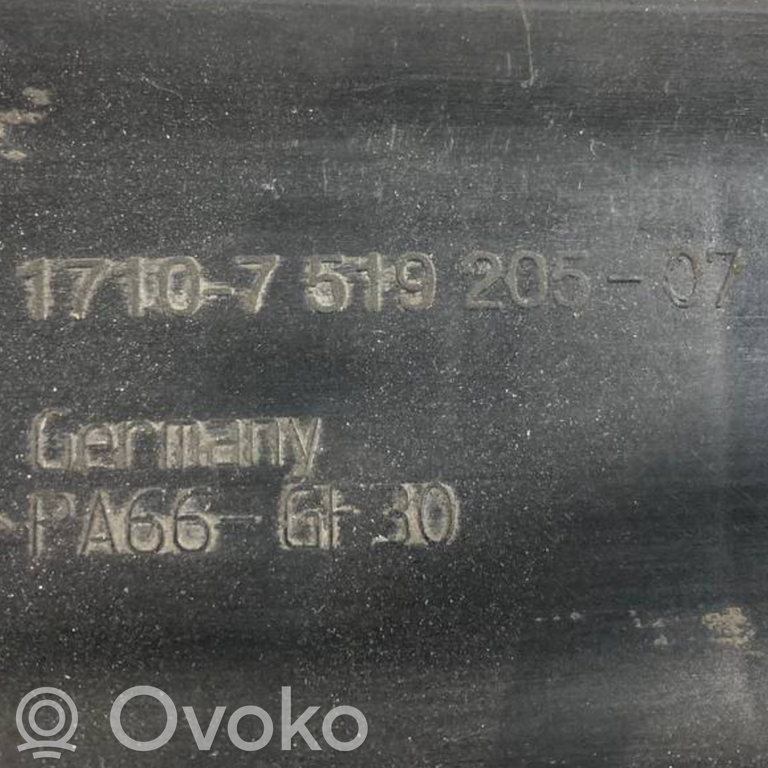 1710-7 519 205-07
Germany
>PA66-GF30
Ovoko